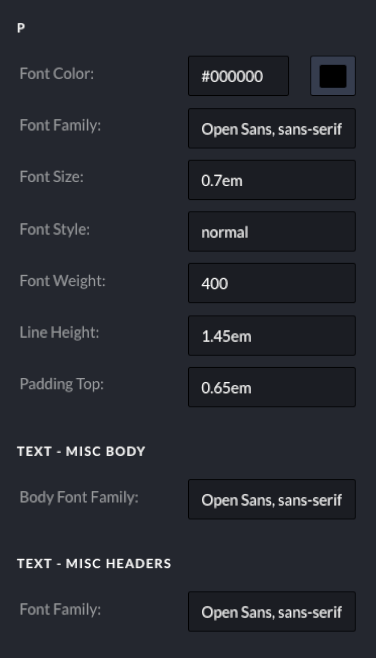 P
Font Color: #000000
Font Family: Open Sans, sans-serif
Font Size: 0.7em
Font Style: normal
Font Weight: 400
Line Height: 1.45em
Padding Top: 0.65em
TEXT - MISC BODY
Body Font Family: Open Sans, sans-serif
TEXT - MISC HEADERS
Font Family: Open Sans, sans-serif